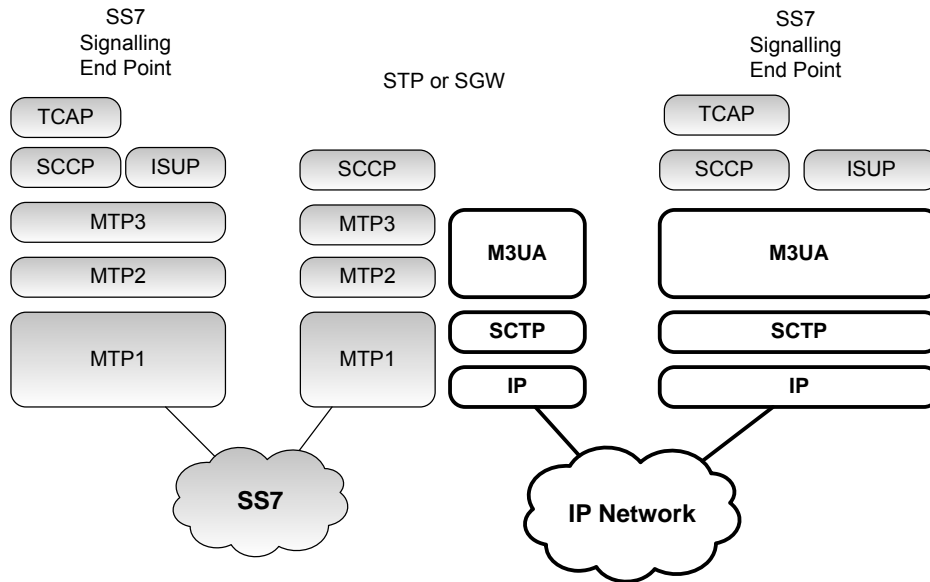 SS7
Signalling
End Point
STP or SGW
SS7
Signalling
End Point
TCAP
SCCP
ISUP
MTP3
MTP2
MTP1
SCCP
MTP3
MTP2
MTP1
M3UA
SCTP
IP
TCAP
SCCP
ISUP
M3UA
SCTP
IP
SS7
IP Network